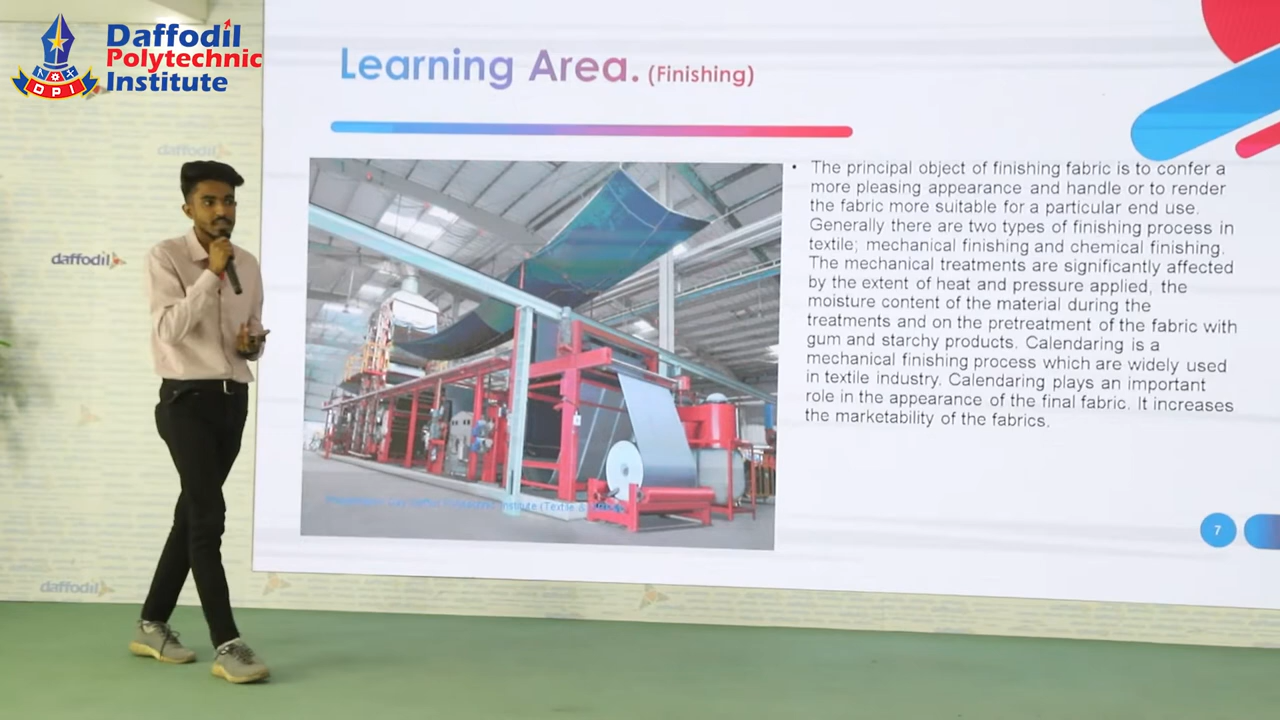 Daffodil
Polytechnic
Institute
DPI
daffodil
Learning Area. (Finishing)
• The principal object of finishing fabric is to confer a
more pleasing appearance and handle or to render
the fabric more suitable for a particular end use.
Generally there are two types of finishing process in
textile; mechanical finishing and chemical finishing.
The mechanical treatments are significantly affected
by the extent of heat and pressure applied, the
moisture content of the material during the
treatments and on the pretreatment of the fabric with
gum and starchy products. Calendaring is a
mechanical finishing process which are widely used
in textile industry. Calendaring plays an important
role in the appearance of the final fabric. It increases
the marketability of the fabrics.
daffodil
Polytechnic Institute (Textile &
7
daffodil